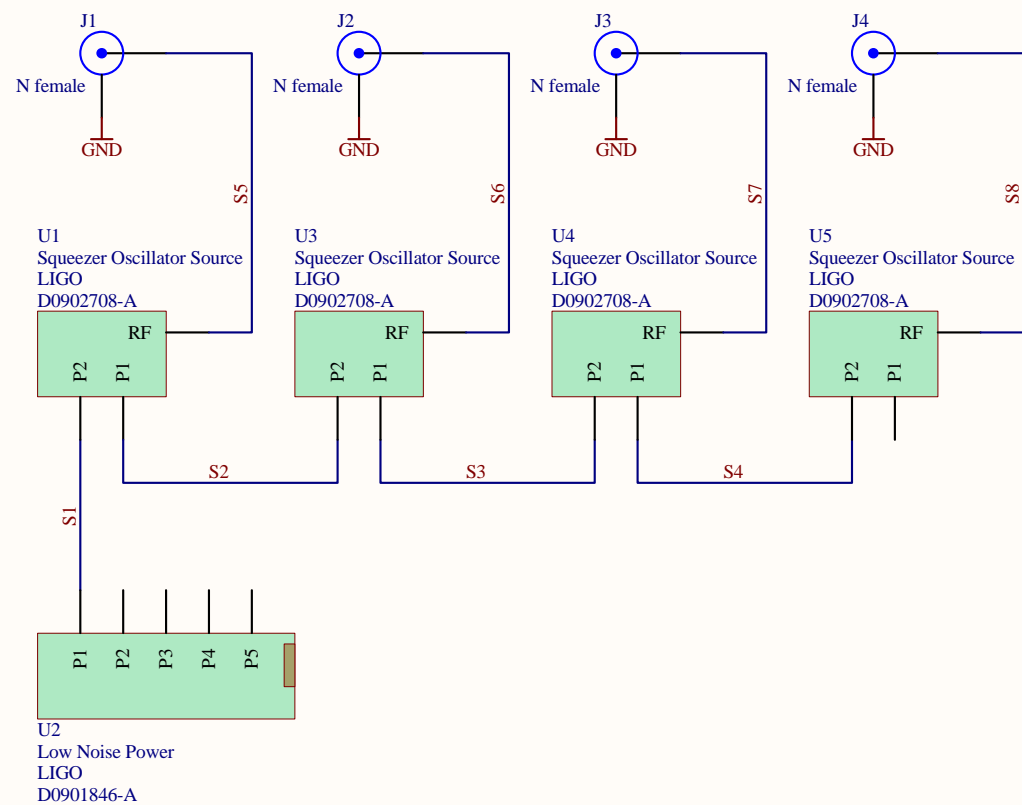 J1
J2
J3
J4
N female
N female
N female
N female
GND
GND
GND
GND
S5
S6
S7
S8
U1
Squeezer Oscillator Source
LIGO
D0902708-A
U3
Squeezer Oscillator Source
LIGO
D0902708-A
U4
Squeezer Oscillator Source
LIGO
D0902708-A
U5
Squeezer Oscillator Source
LIGO
D0902708-A
RF
P2
P1
RF
P2
P1
RF
P2
P1
RF
P2
P1
S2
S3
S4
S1
P1
P2
P3
P4
P5
U2
Low Noise Power
LIGO
D0901846-A